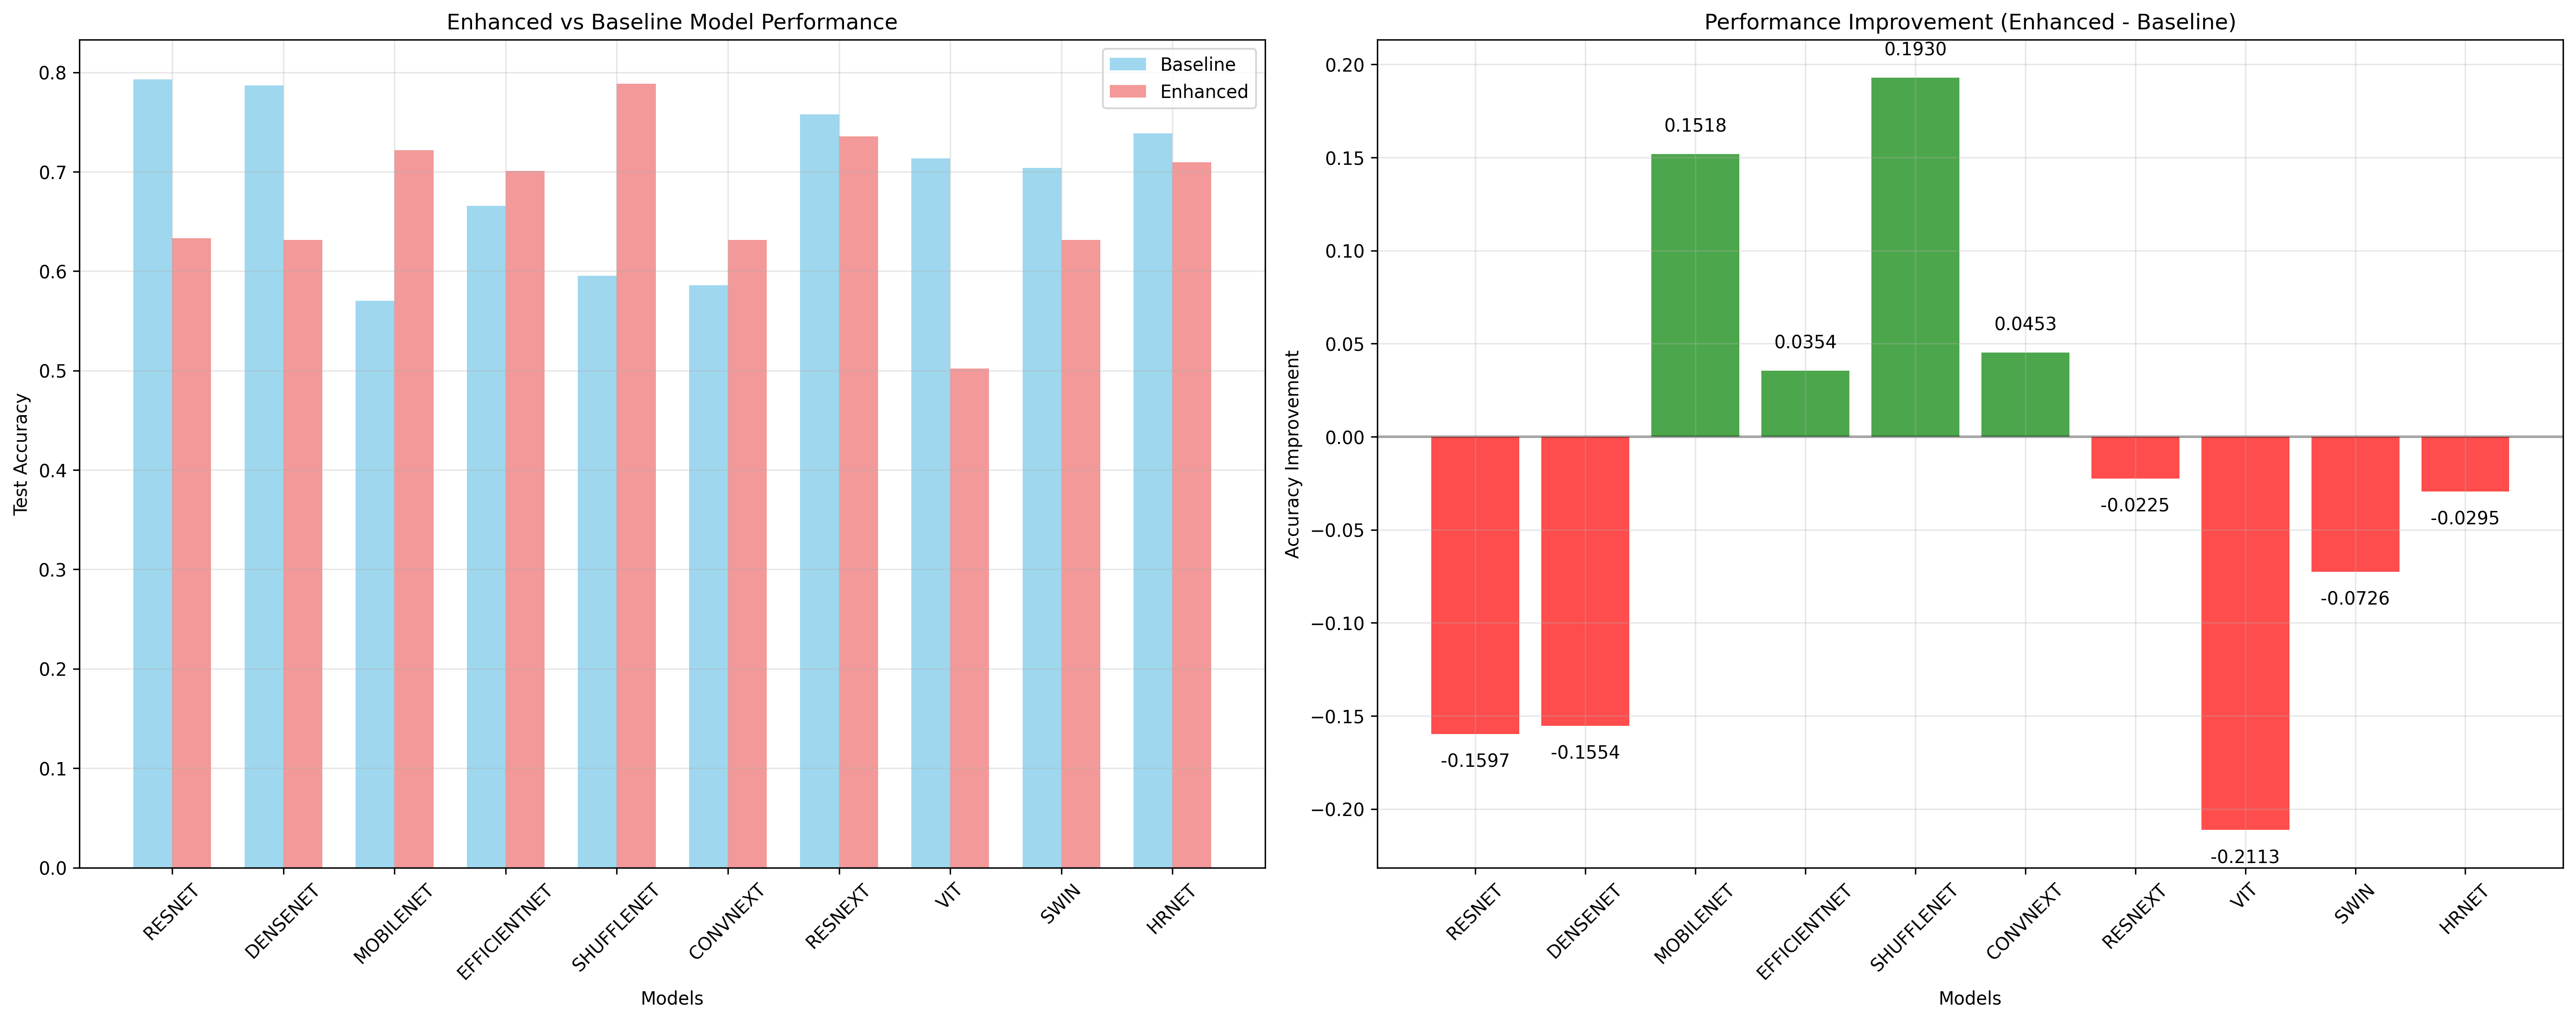 Enhanced vs Baseline Model Performance
Baseline
Enhanced
Test Accuracy
0.8
0.7
0.6
0.5
0.4
0.3
0.2
0.1
0.0
RESNET
DENSENET
MOBILENET
EFFICIENTNET
SHUFFLENET
CONVNEXT
RESNEXT
VIT
SWIN
HRNET
Models
Performance Improvement (Enhanced - Baseline)
Accuracy Improvement
0.20
0.15
0.10
0.05
0.00
−0.05
−0.10
−0.15
−0.20
-0.1597
-0.1554
0.1518
0.0354
0.1930
0.0453
-0.0225
-0.2113
-0.0726
-0.0295
RESNET
DENSENET
MOBILENET
EFFICIENTNET
SHUFFLENET
CONVNEXT
RESNEXT
VIT
SWIN
HRNET
Models